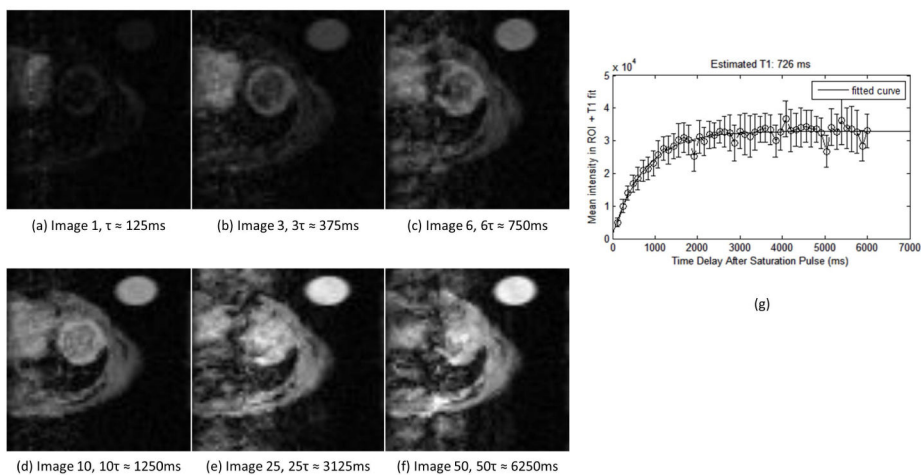 (a) Image 1, τ ≈ 125ms
(b) Image 3, 3τ ≈ 375ms
(c) Image 6, 6τ ≈ 750ms
(d) Image 10, 10τ ≈ 1250ms
(e) Image 25, 25τ ≈ 3125ms
(f) Image 50, 50τ ≈ 6250ms
Estimated T1: 726 ms
x 10⁴
fitted curve
5
4
3
2
1
0
Mean intensity in ROI + T1 fit
0 1000 2000 3000 4000 5000 6000 7000
Time Delay After Saturation Pulse (ms)
(g)